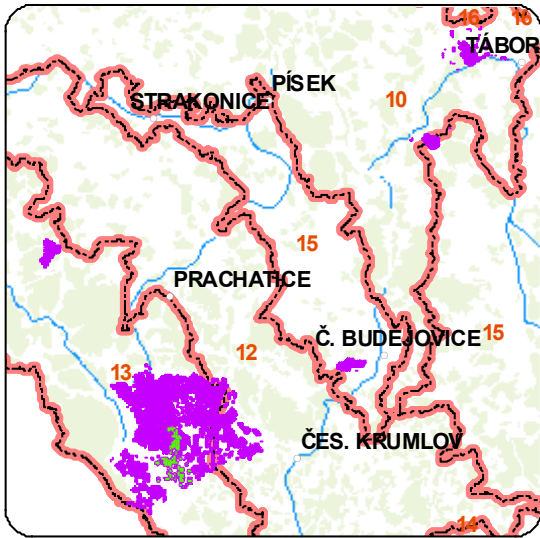 16 16
TÁBOR
PÍSEK
STRAKONICE
10
15
PRACHATICE
Č. BUDĚJOVICE
15
12
13
ČES. KRUMLOV
14